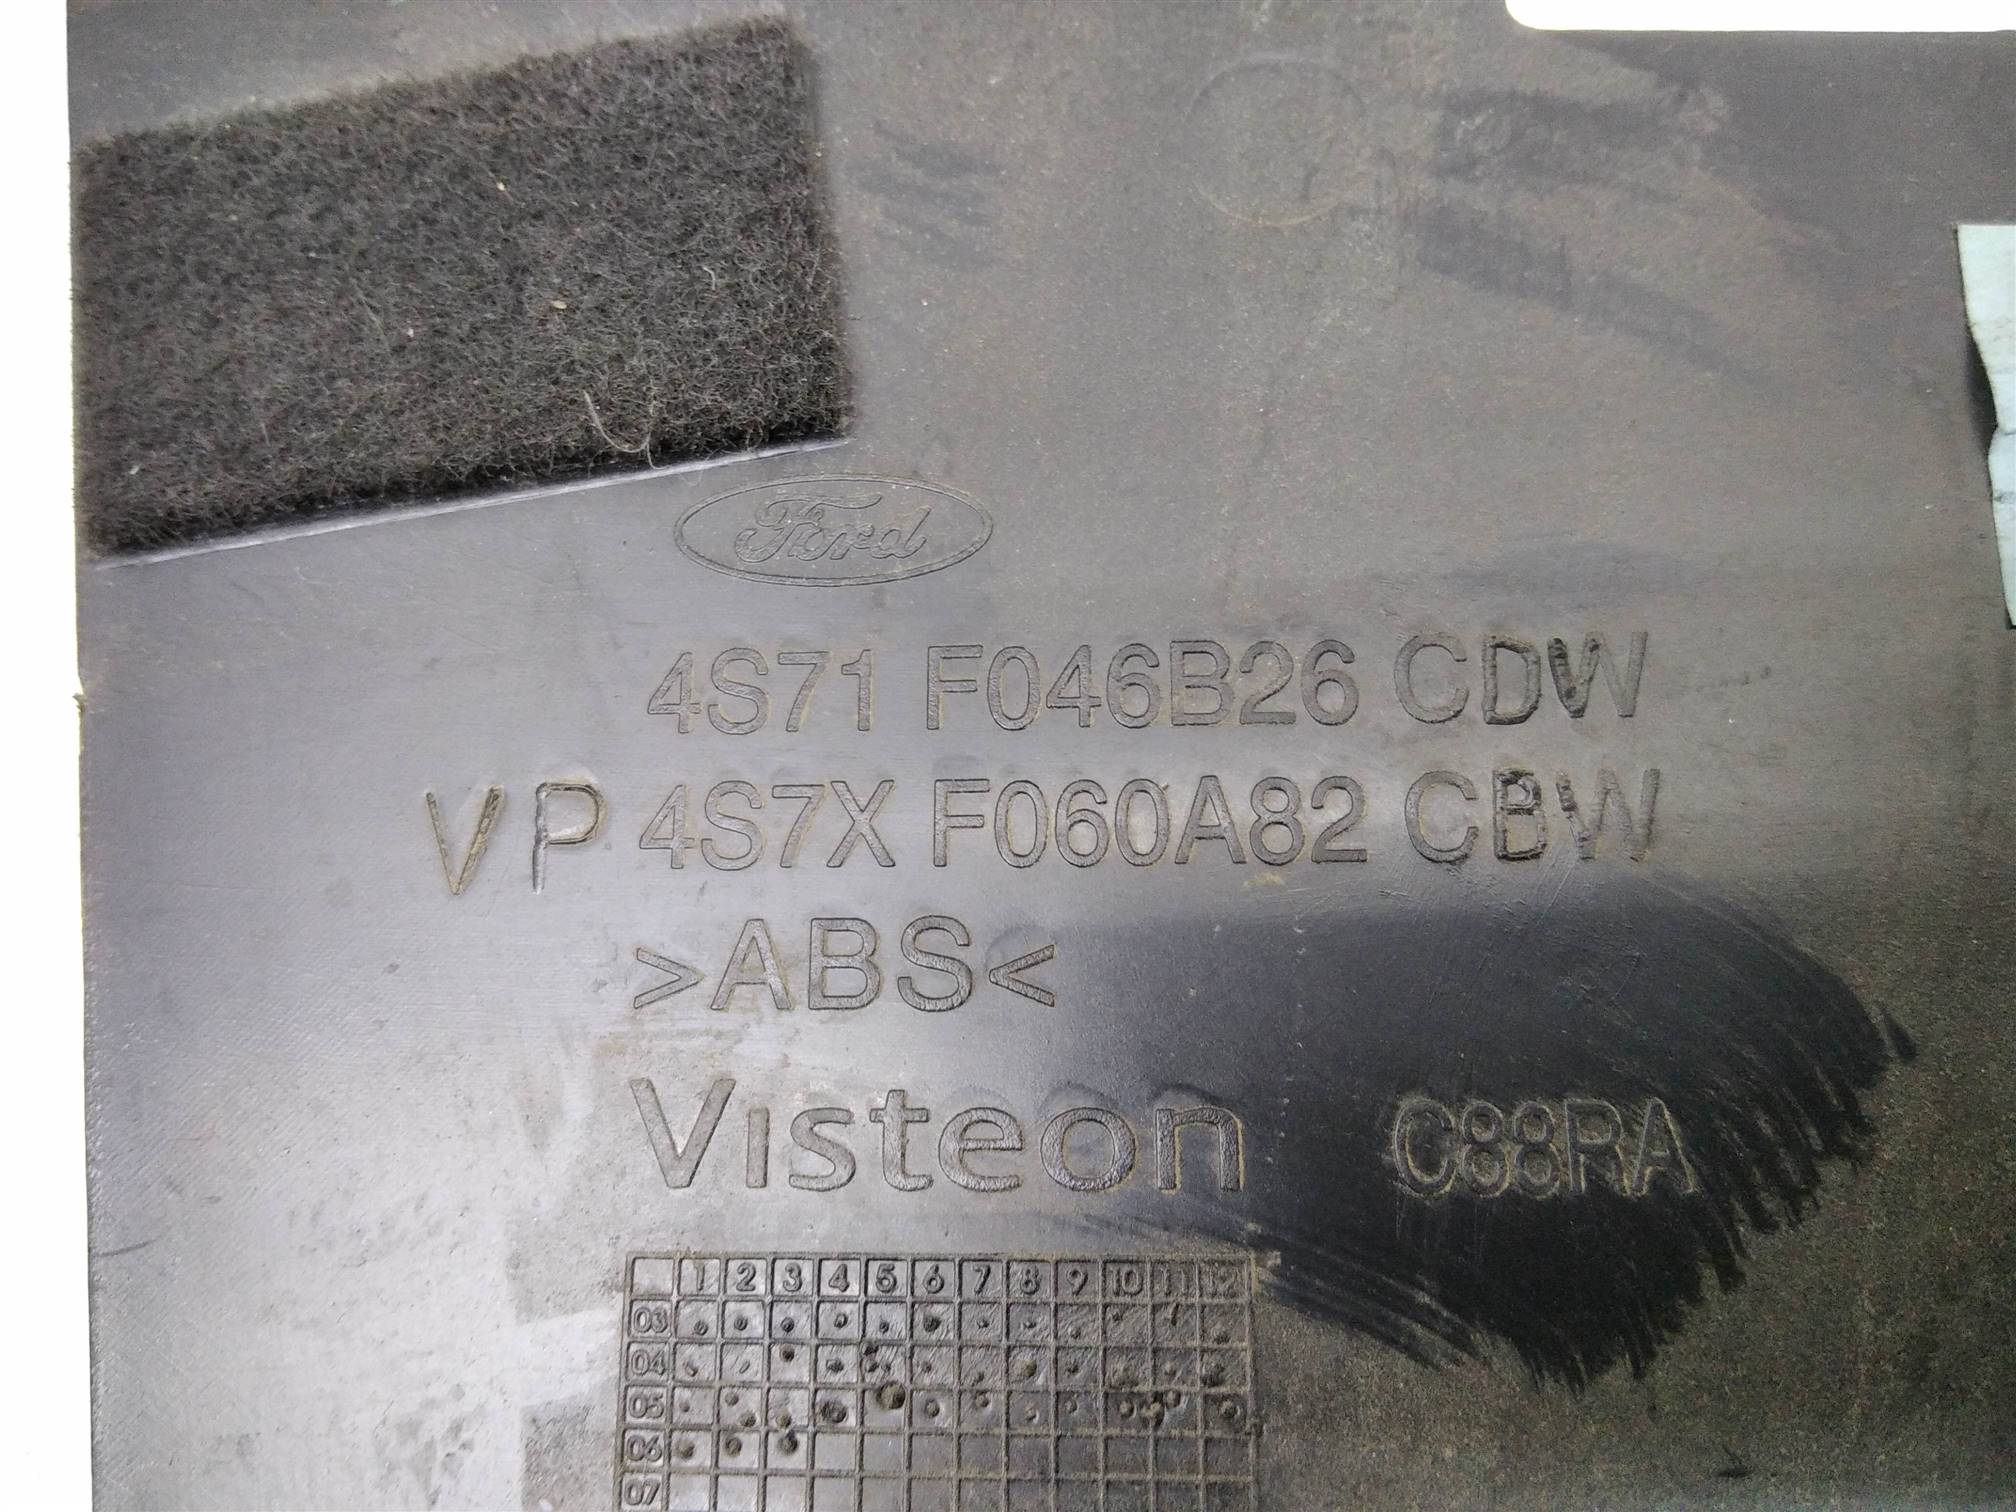 Ford
4S71 F046B26 CDW
VP 4S7X F060A82 CBW
>ABS<
Visteon C88RA
1 2 3 4 5 6 7 8 9 10 11 12
03
04
05
06
07